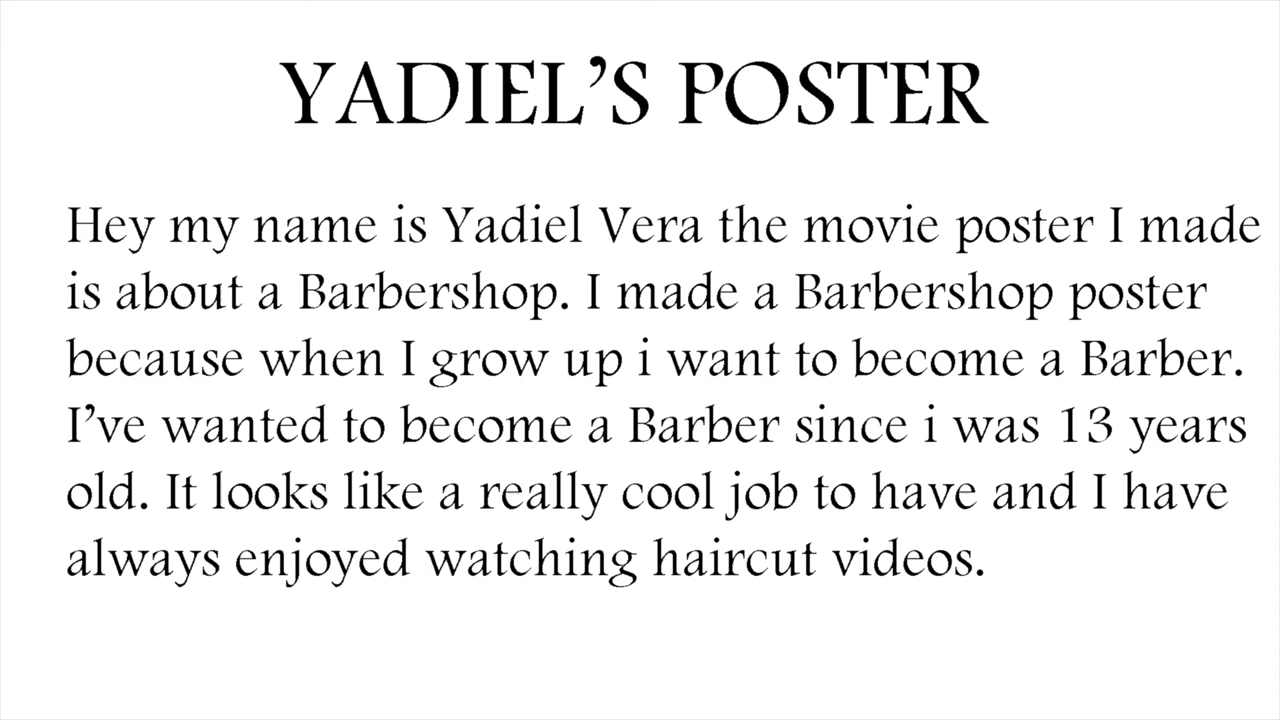 YADIEL’S POSTER
Hey my name is Yadiel Vera the movie poster I made
is about a Barbershop. I made a Barbershop poster
because when I grow up i want to become a Barber.
I’ve wanted to become a Barber since i was 13 years
old. It looks like a really cool job to have and I have
always enjoyed watching haircut videos.